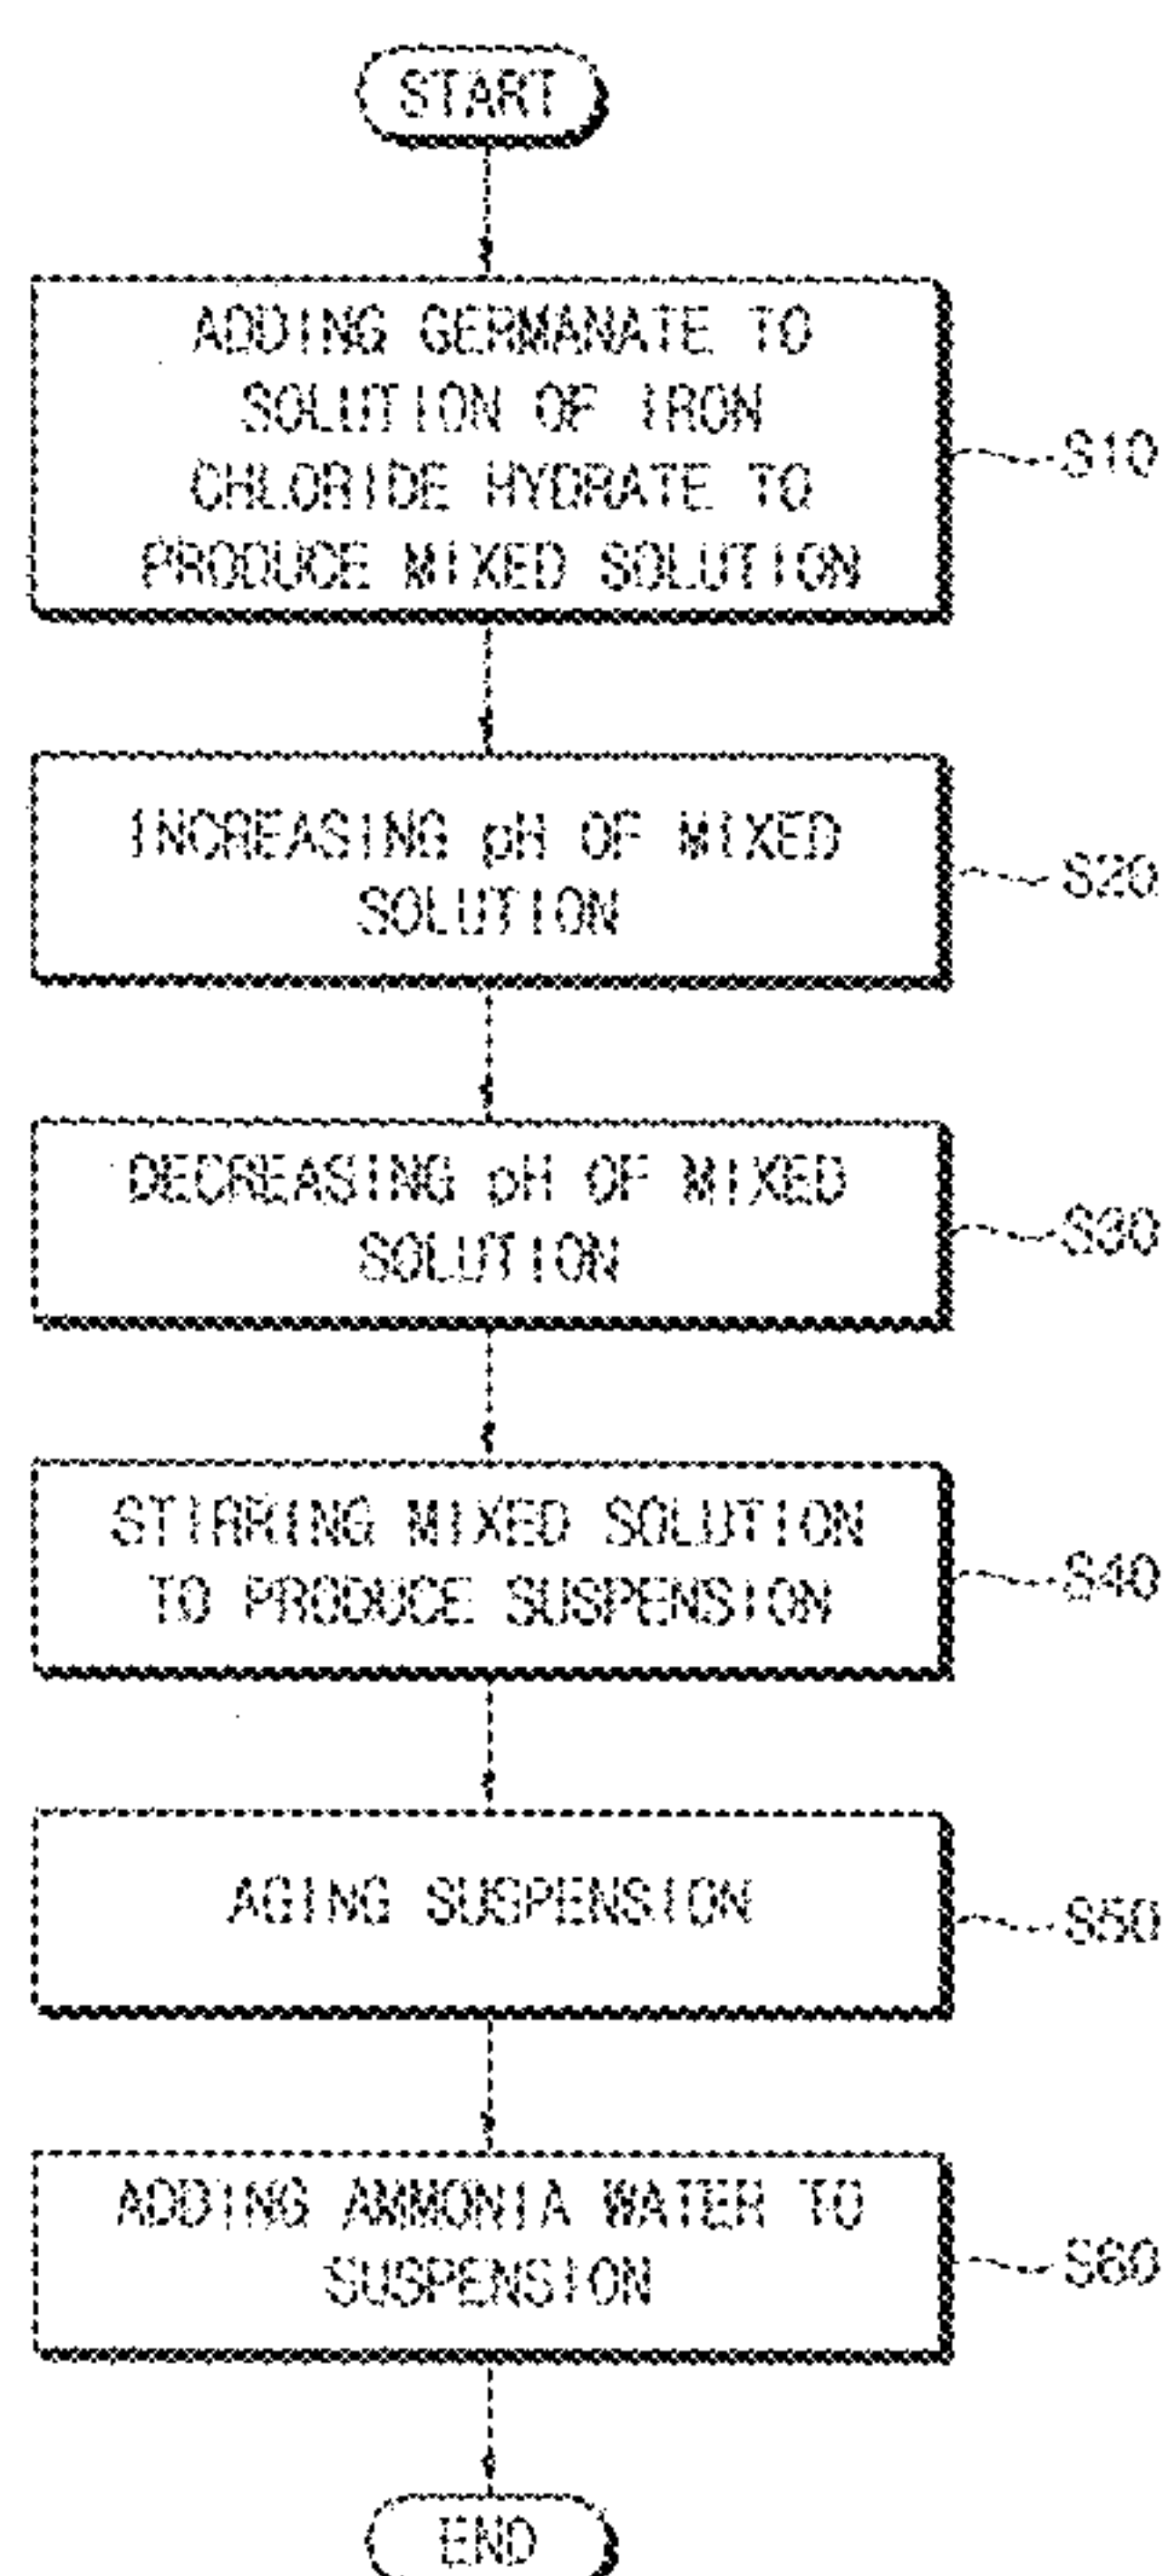 START
ADDING GERMANATE TO
SOLUTION OF IRON
CHLORIDE HYDRATE TO
PRODUCE MIXED SOLUTION
S10
INCREASING pH OF MIXED
SOLUTION
S20
DECREASING pH OF MIXED
SOLUTION
S30
STIRRING MIXED SOLUTION
TO PRODUCE SUSPENSION
S40
AGING SUSPENSION
S50
ADDING AMMONIA WATER TO
SUSPENSION
S60
END